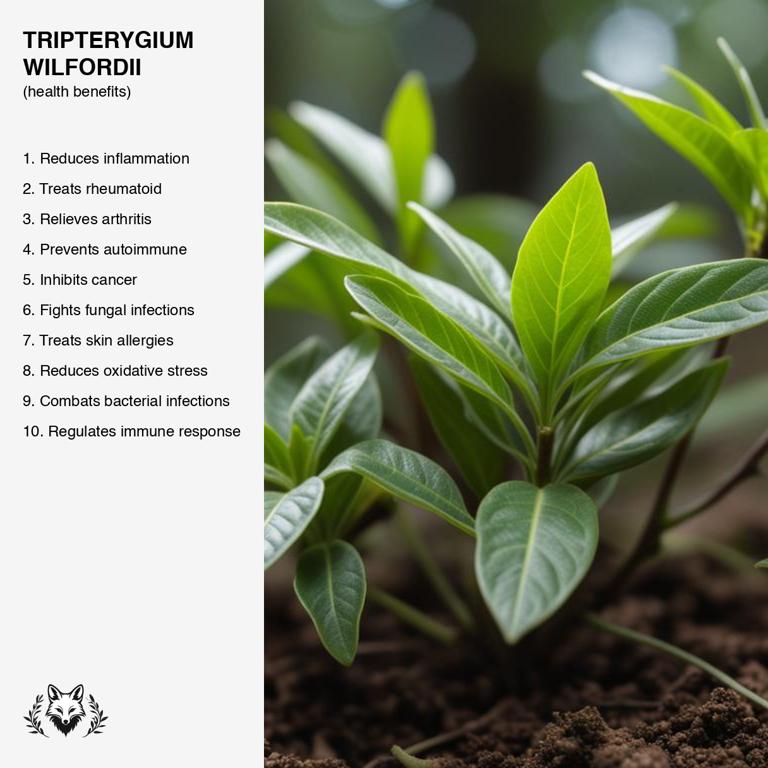 TRIPTERYGIUM
WILFORDII
(health benefits)
1. Reduces inflammation
2. Treats rheumatoid
3. Relieves arthritis
4. Prevents autoimmune
5. Inhibits cancer
6. Fights fungal infections
7. Treats skin allergies
8. Reduces oxidative stress
9. Combats bacterial infections
10. Regulates immune response